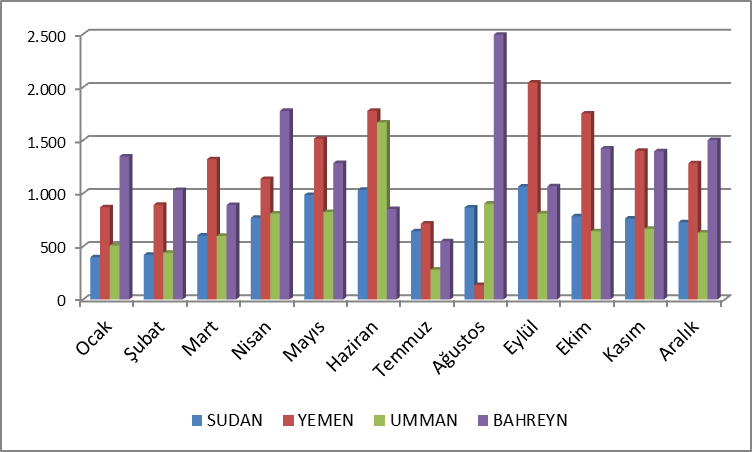 2.500
2.000
1.500
1.000
500
0
Ocak
Şubat
Mart
Nisan
Mayıs
Haziran
Temmuz
Ağustos
Eylül
Ekim
Kasım
Aralık
SUDAN YEMEN UMMAN BAHREYN